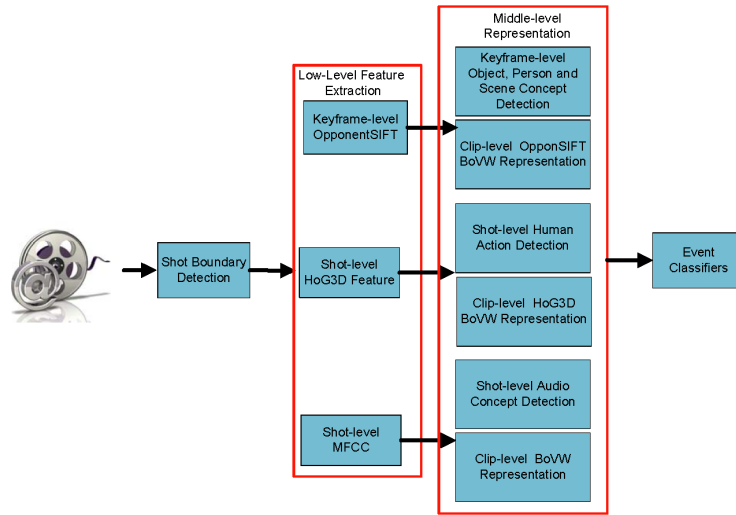 Middle-level
Representation
Keyframe-level
Object, Person and
Scene Concept
Detection
Low-Level Feature
Extraction
Keyframe-level
OpponentSIFT
Clip-level OpponSIFT
BoVW Representation
Shot-level Human
Action Detection
Shot Boundary
Detection
Shot-level
HoG3D Feature
Event
Classifiers
Clip-level HoG3D
BoVW Representation
Shot-level Audio
Concept Detection
Shot-level
MFCC
Clip-level BoVW
Representation